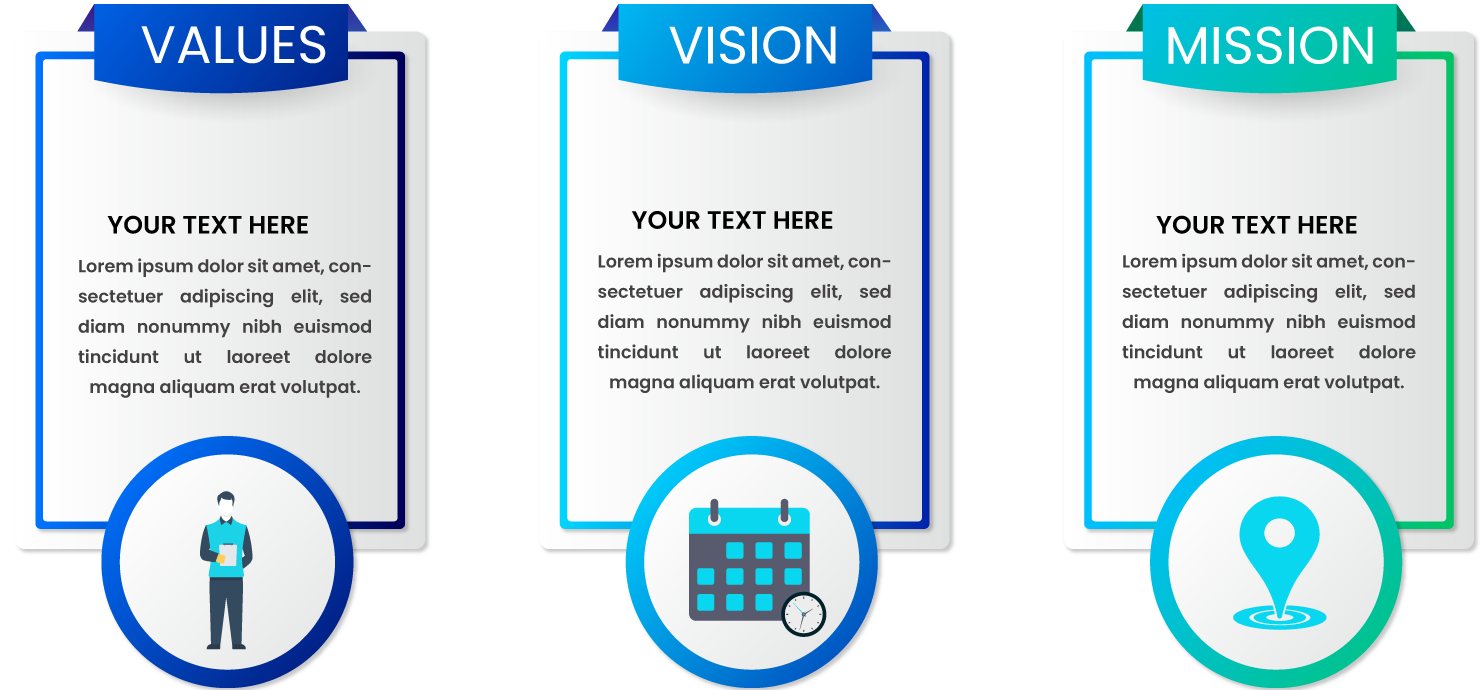 VALUES
YOUR TEXT HERE
Lorem ipsum dolor sit amet, con-
sectetuer adipiscing elit, sed
diam nonummy nibh euismod
tincidunt ut laoreet dolore
magna aliquam erat volutpat.
VISION
YOUR TEXT HERE
Lorem ipsum dolor sit amet, con-
sectetuer adipiscing elit, sed
diam nonummy nibh euismod
tincidunt ut laoreet dolore
magna aliquam erat volutpat.
MISSION
YOUR TEXT HERE
Lorem ipsum dolor sit amet, con-
sectetuer adipiscing elit, sed
diam nonummy nibh euismod
tincidunt ut laoreet dolore
magna aliquam erat volutpat.